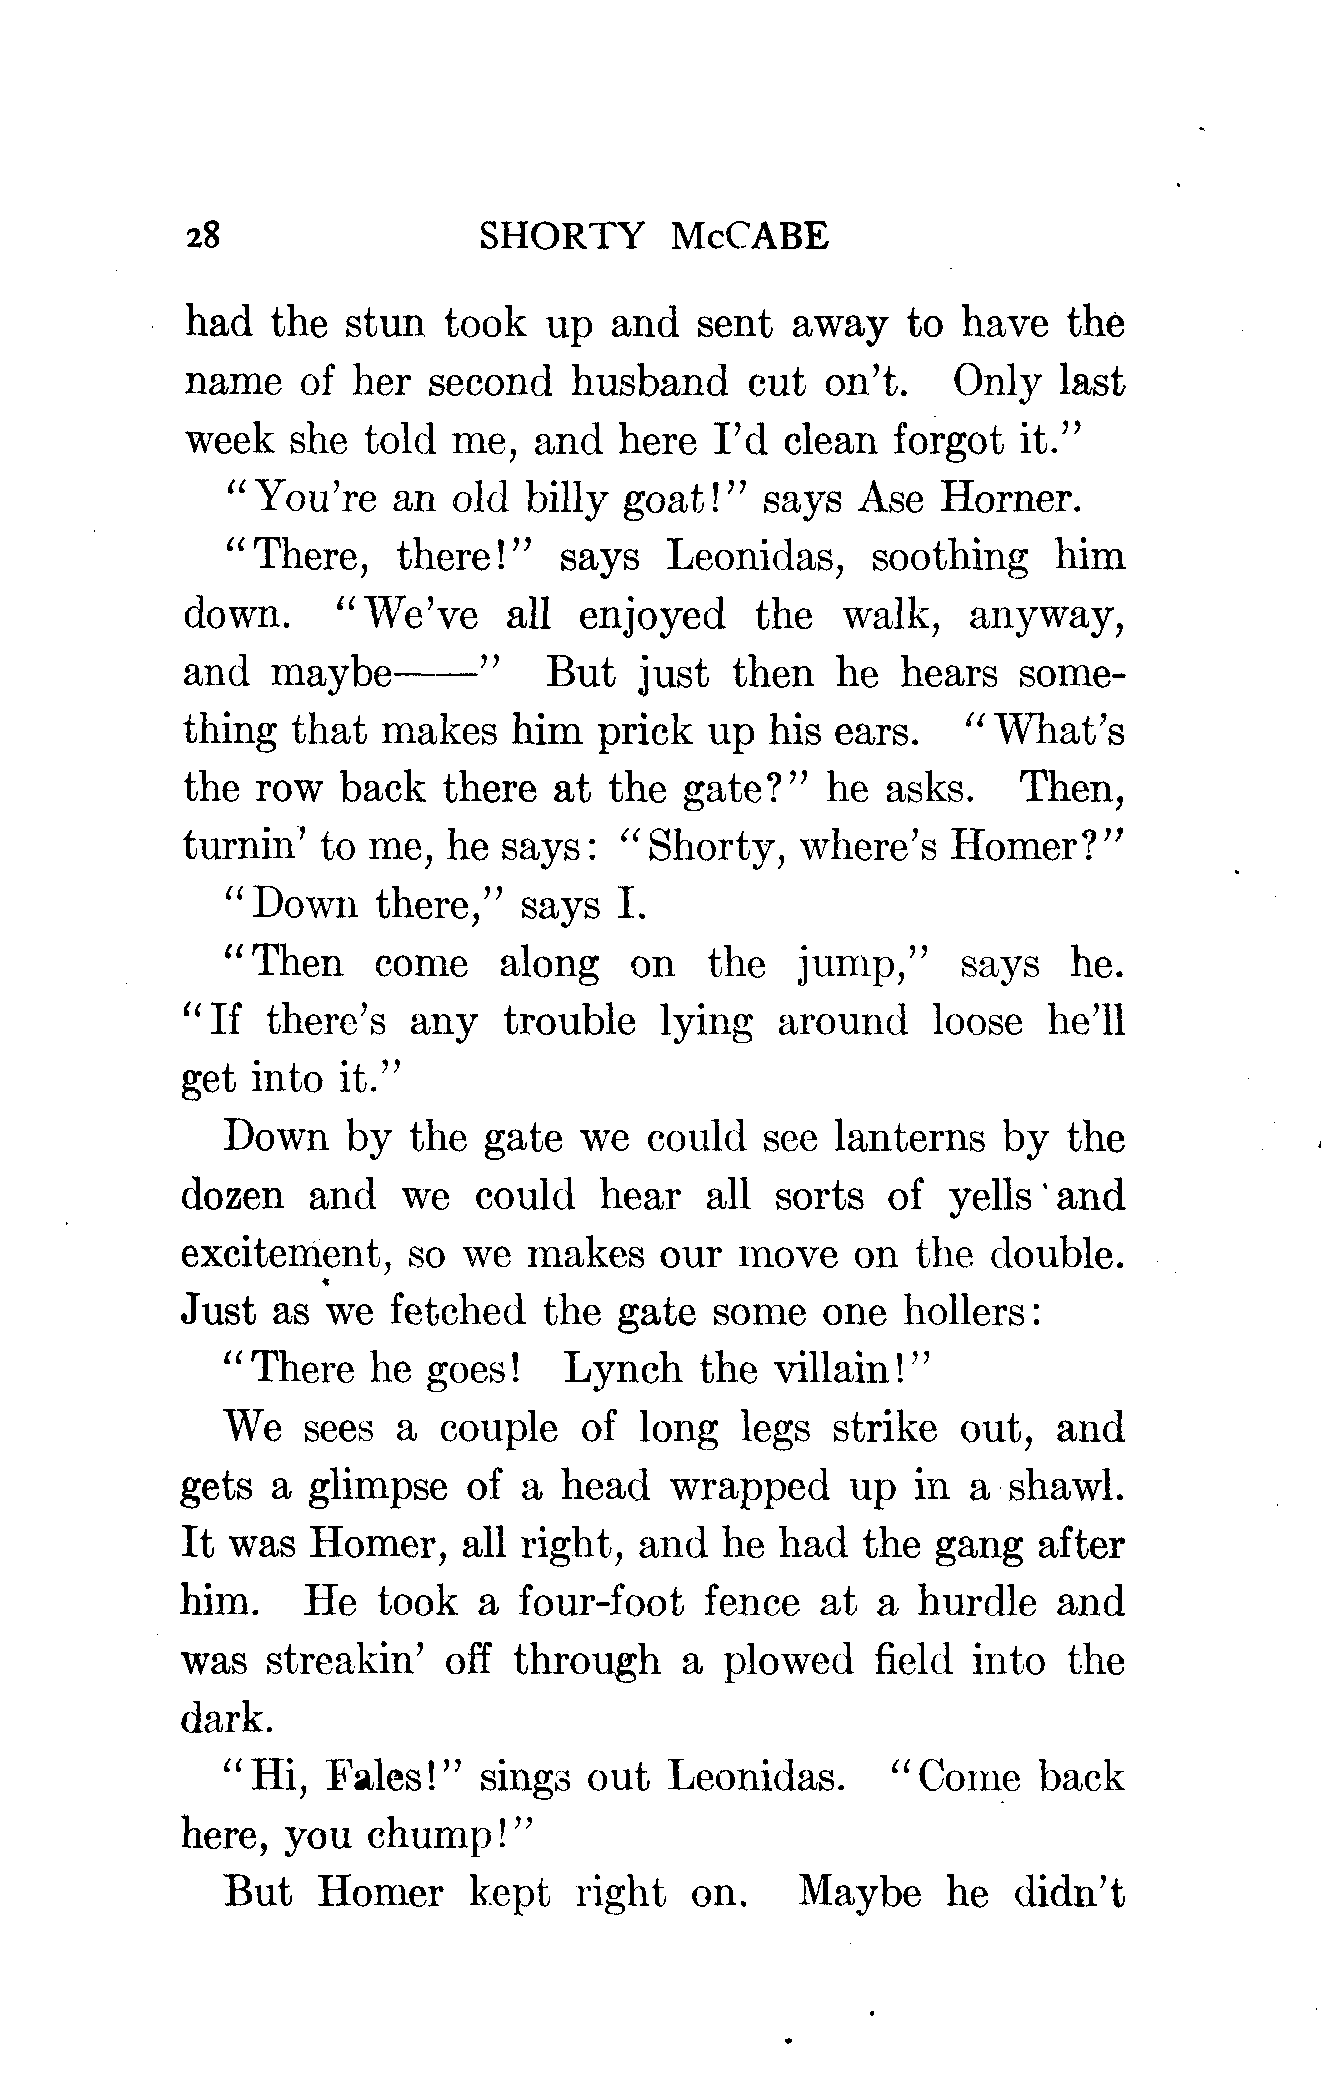 28 SHORTY McCABE
had the stun took up and sent away to have the
name of her second husband cut on't. Only last
week she told me, and here I'd clean forgot it."
"You're an old billy goat!" says Ase Horner.
"There, there!" says Leonidas, soothing him
down. "We've all enjoyed the walk, anyway,
and maybe——" But just then he hears some-
thing that makes him prick up his ears. "What's
the row back there at the gate?" he asks. Then,
turnin' to me, he says: "Shorty, where's Homer?"
"Down there," says I.
"Then come along on the jump," says he.
"If there's any trouble lying around loose he'll
get into it."
Down by the gate we could see lanterns by the
dozen and we could hear all sorts of yells and
excitement, so we makes our move on the double.
Just as we fetched the gate some one hollers:
"There he goes! Lynch the villain!"
We sees a couple of long legs strike out, and
gets a glimpse of a head wrapped up in a shawl.
It was Homer, all right, and he had the gang after
him. He took a four-foot fence at a hurdle and
was streakin' off through a plowed field into the
dark.
"Hi, Fales!" sings out Leonidas. "Come back
here, you chump!"
But Homer kept right on. Maybe he didn't